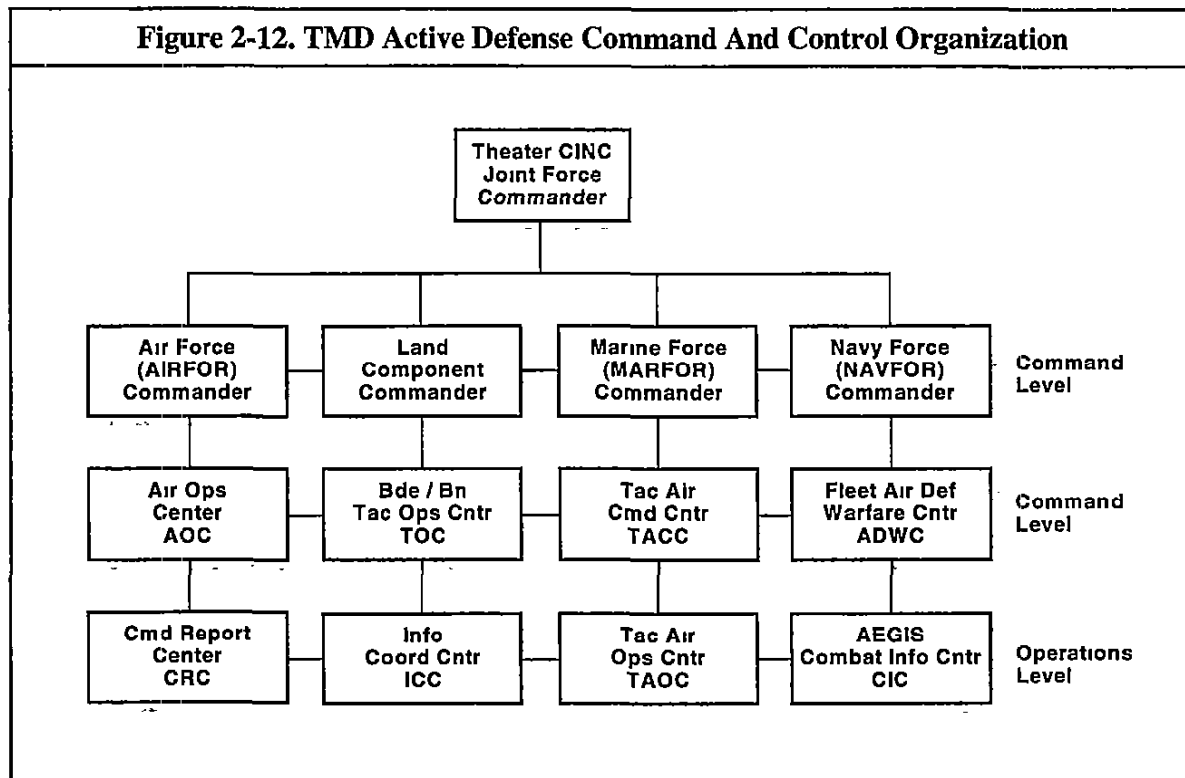 Figure 2-12. TMD Active Defense Command And Control Organization
Theater CINC
Joint Force
Commander
Air Force
(AIRFOR)
Commander
Land
Component
Commander
Marine Force
(MARFOR)
Commander
Navy Force
(NAVFOR)
Commander
Command
Level
Air Ops
Center
AOC
Bde / Bn
Tac Ops Cntr
TOC
Tac Air
Cmd Cntr
TACC
Fleet Air Def
Warfare Cntr
ADWC
Command
Level
Cmd Report
Center
CRC
Info
Coord Cntr
ICC
Tac Air
Ops Cntr
TAOC
AEGIS
Combat Info Cntr
CIC
Operations
Level